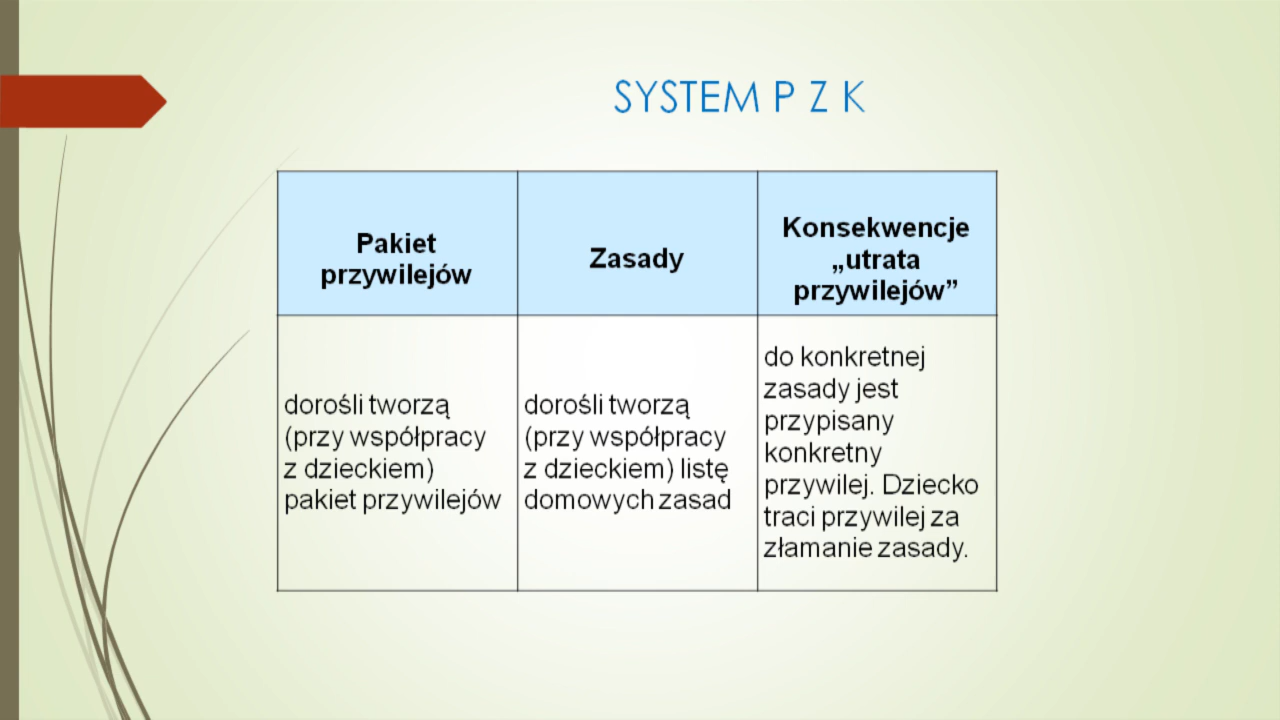 SYSTEM P Z K
Pakiet
przywilejów
Zasady
Konsekwencje
„utrata
przywilejów”
dorośli tworzą
(przy współpracy
z dzieckiem)
pakiet przywilejów
dorośli tworzą
(przy współpracy
z dzieckiem) listę
domowych zasad
do konkretnej
zasady jest
przypisany
konkretny
przywilej. Dziecko
traci przywilej za
złamanie zasady.